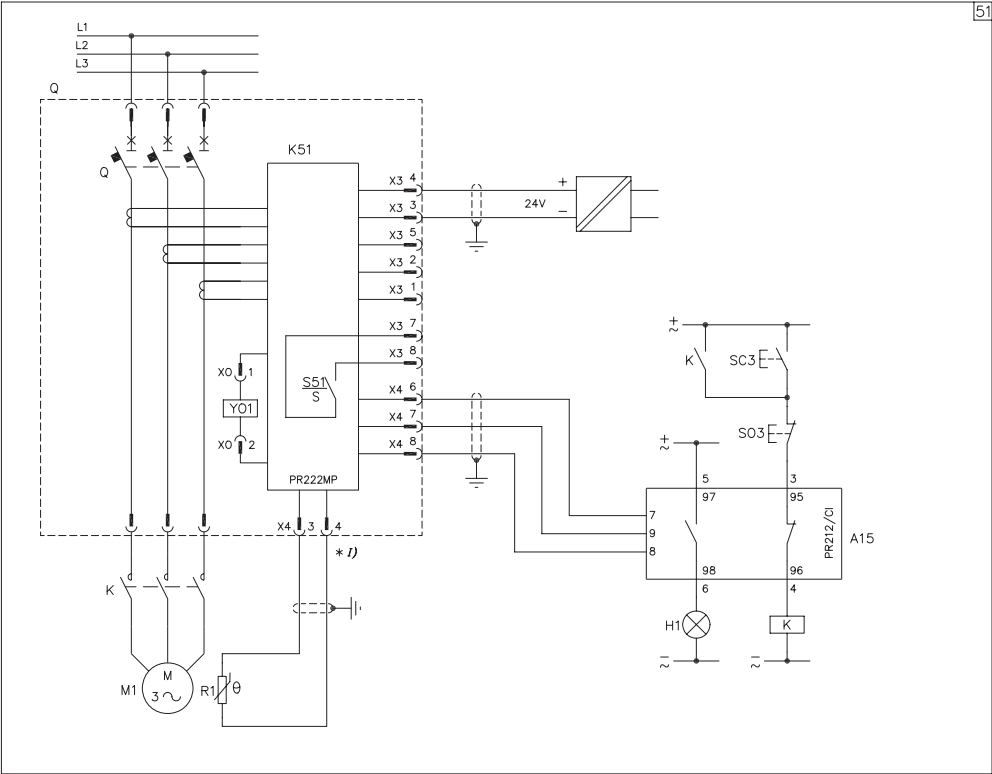 51
L1
L2
L3
Q
Q
K51
X3 4
X3 3
X3 5
X3 2
X3 1
X3 7
X3 8
X4 6
X4 7
X4 8
+
24V
−
S51
S
X0 1
Y01
X0 2
PR222MP
X4 3 4
* 1)
K
M1
M
3 ~
R1 θ
+
~
K
SC3
SO3
+
~
5 3
97 95
7
9
8
PR212/CI
A15
98 96
6 4
H1
K
−
~
−
~